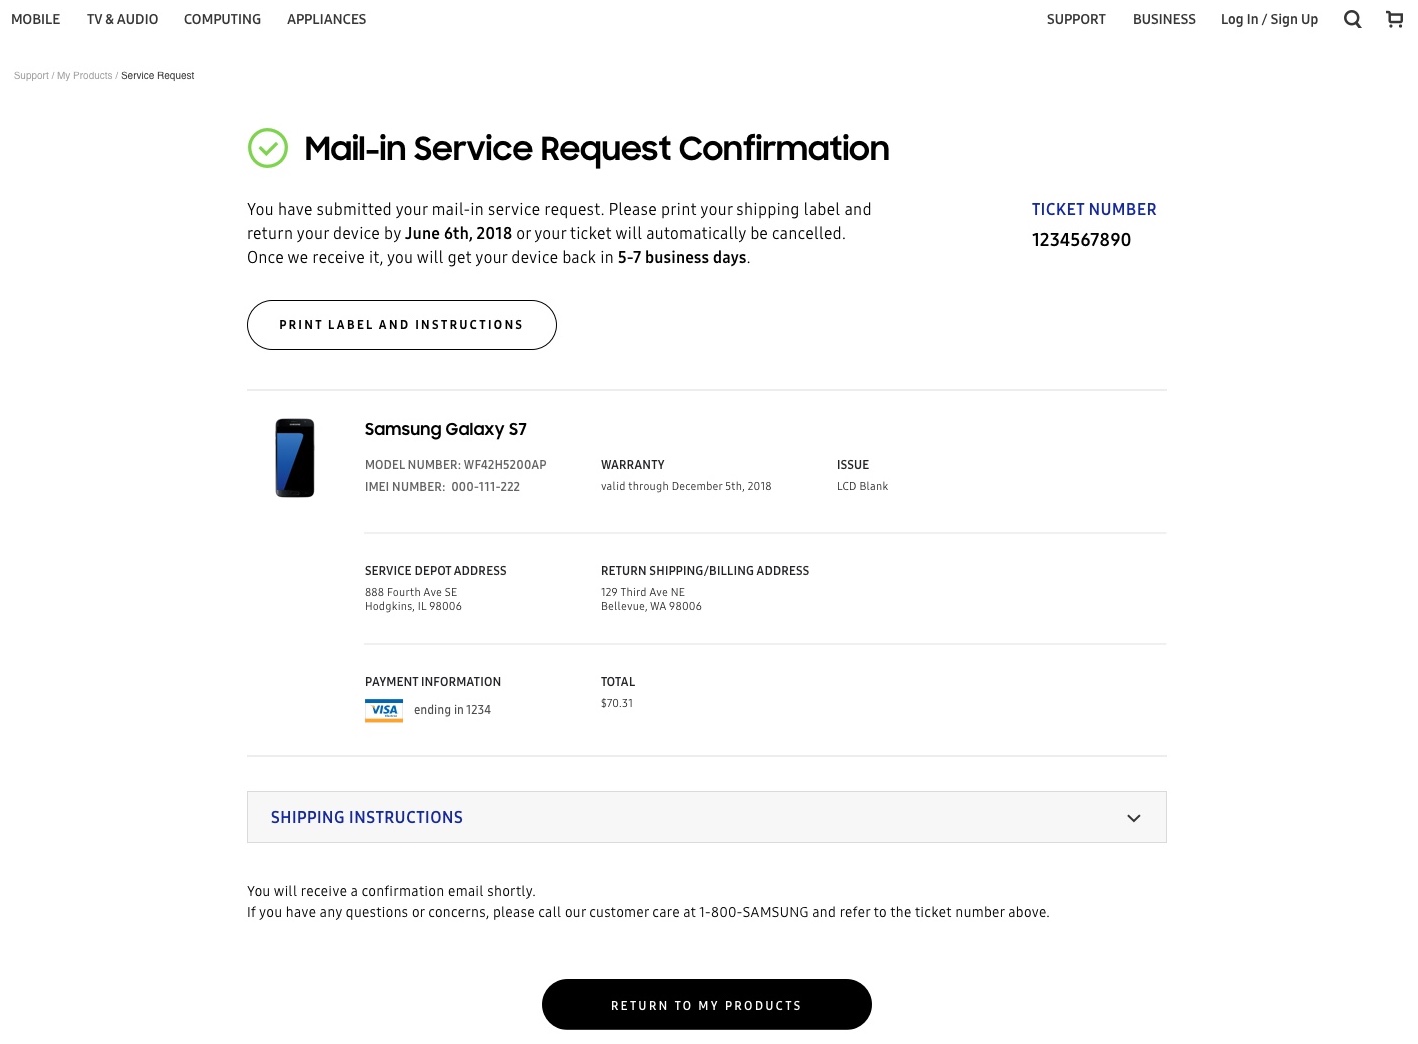 MOBILE TV & AUDIO COMPUTING APPLIANCES SUPPORT BUSINESS Log In / Sign Up
Support / My Products / Service Request
Mail-in Service Request Confirmation
You have submitted your mail-in service request. Please print your shipping label and
return your device by June 6th, 2018 or your ticket will automatically be cancelled.
Once we receive it, you will get your device back in 5-7 business days.
TICKET NUMBER
1234567890
PRINT LABEL AND INSTRUCTIONS
Samsung Galaxy S7
MODEL NUMBER: WF42H5200AP
IMEI NUMBER: 000-111-222
WARRANTY
valid through December 5th, 2018
ISSUE
LCD Blank
SERVICE DEPOT ADDRESS
888 Fourth Ave SE
Hodgkins, IL 98006
RETURN SHIPPING/BILLING ADDRESS
129 Third Ave NE
Bellevue, WA 98006
PAYMENT INFORMATION
VISA ending in 1234
TOTAL
$70.31
SHIPPING INSTRUCTIONS
You will receive a confirmation email shortly.
If you have any questions or concerns, please call our customer care at 1-800-SAMSUNG and refer to the ticket number above.
RETURN TO MY PRODUCTS